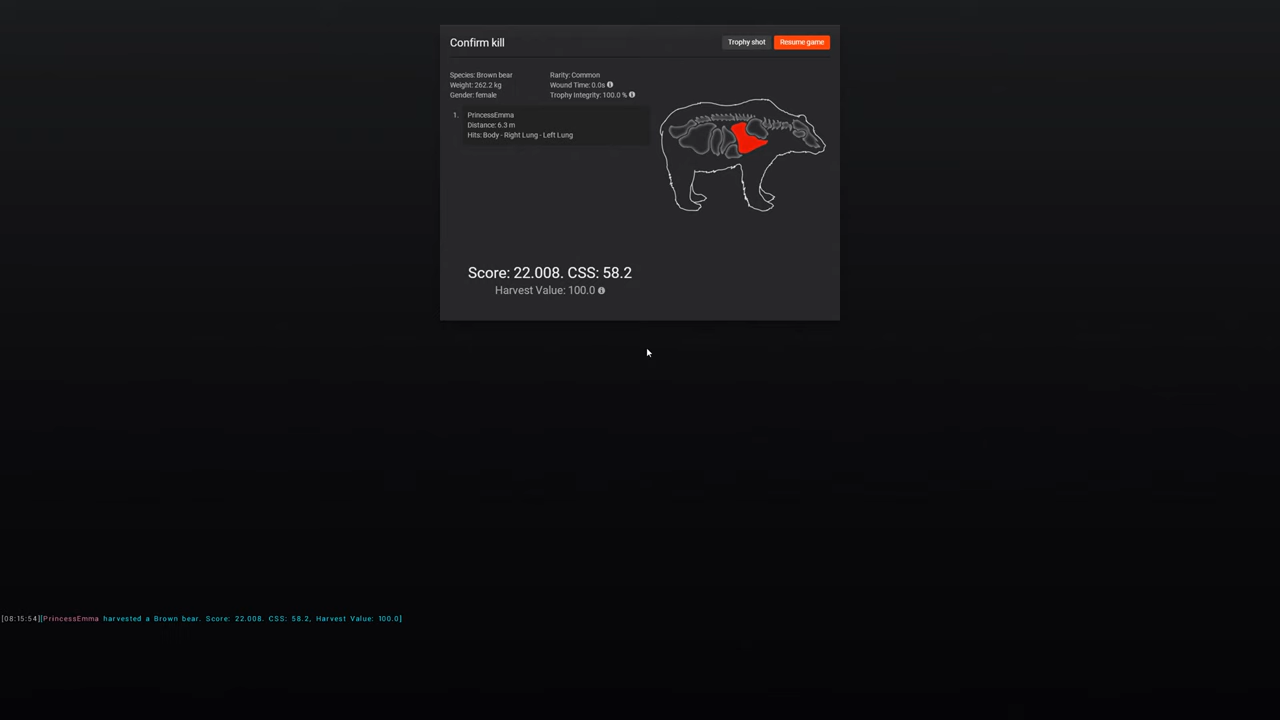 Confirm kill
Trophy shot
Resume game
Species: Brown bear
Rarity: Common
Weight: 262.2 kg
Wound Time: 0.0s
Gender: female
Trophy Integrity: 100.0 %
1. PrincessEmma
Distance: 6.3 m
Hits: Body - Right Lung - Left Lung
Score: 22.008. CSS: 58.2
Harvest Value: 100.0
[08:15:54][PrincessEmma harvested a Brown bear. Score: 22.008. CSS: 58.2, Harvest Value: 100.0]